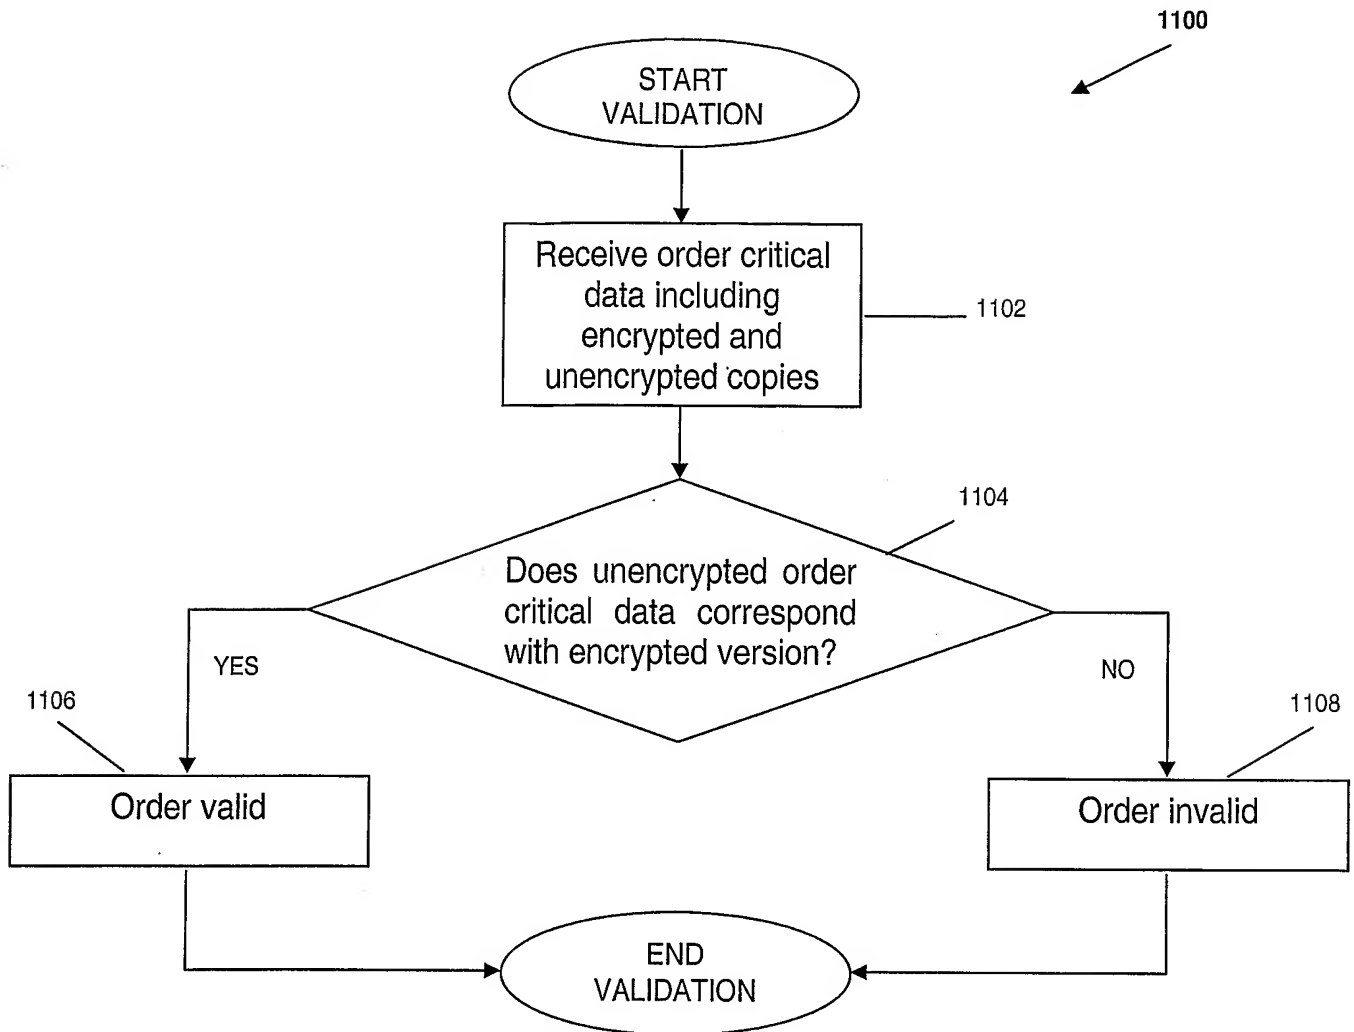 1100
START
VALIDATION
Receive order critical
data including
encrypted and
unencrypted copies
1102
1104
Does unencrypted order
critical data correspond
with encrypted version?
YES
NO
1106
1108
Order valid
Order invalid
END
VALIDATION